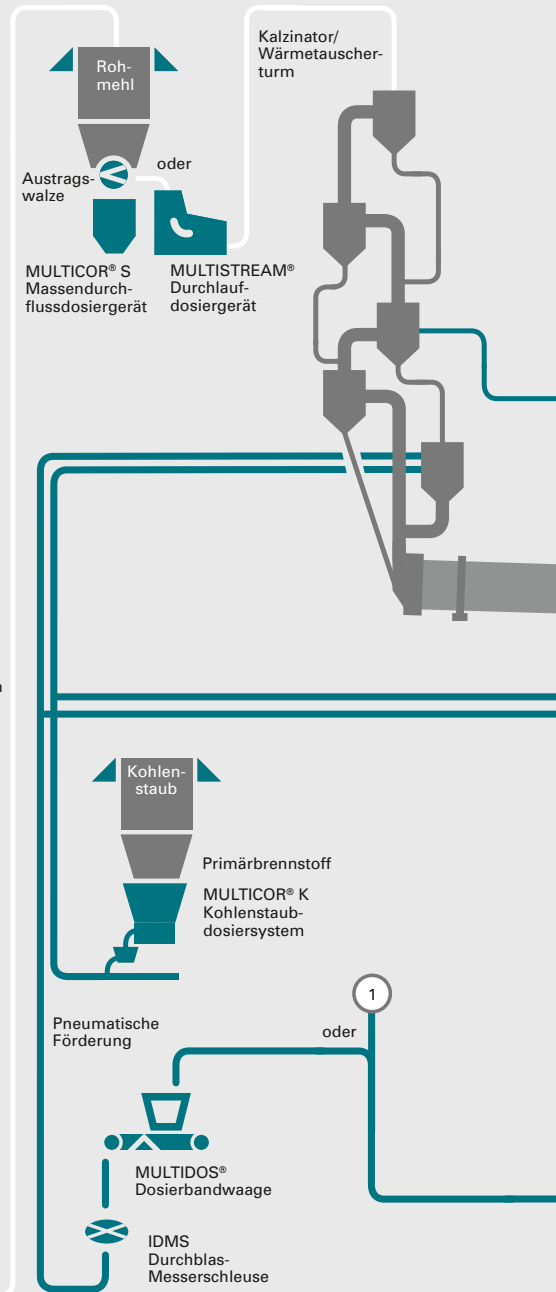 Kalzinator/
Wärmetauscher-
turm
Roh-
mehl
oder
Austrags-
walze
MULTICOR® S
Massendurch-
flussdosiergerät
MULTISTREAM®
Durchlauf-
dosiergerät
Kohlen-
staub
Primärbrennstoff
MULTICOR® K
Kohlenstaub-
dosiersystem
1
Pneumatische
Förderung
oder
MULTIDOS®
Dosierbandwaage
IDMS
Durchblas-
Messerschleuse